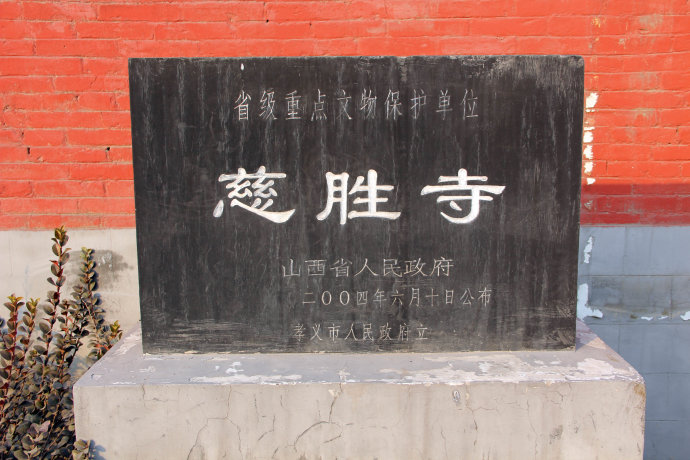 省级重点文物保护单位
慈胜寺
山西省人民政府
二〇〇四年六月十日公布
孝义市人民政府立